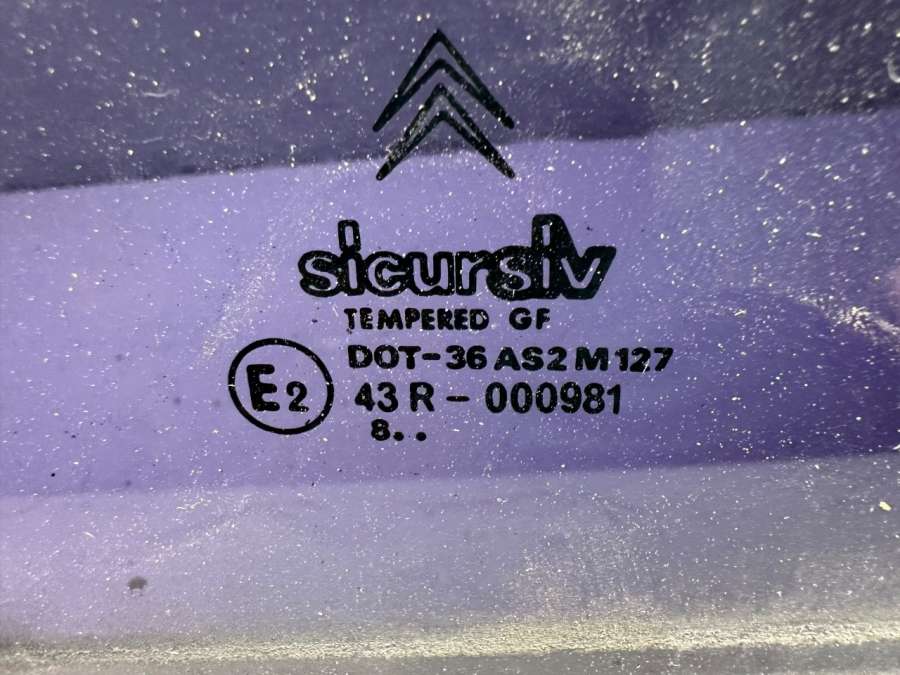 sicursiv
TEMPERED GF
DOT-36 AS2 M127
E2
43 R - 000981
8..